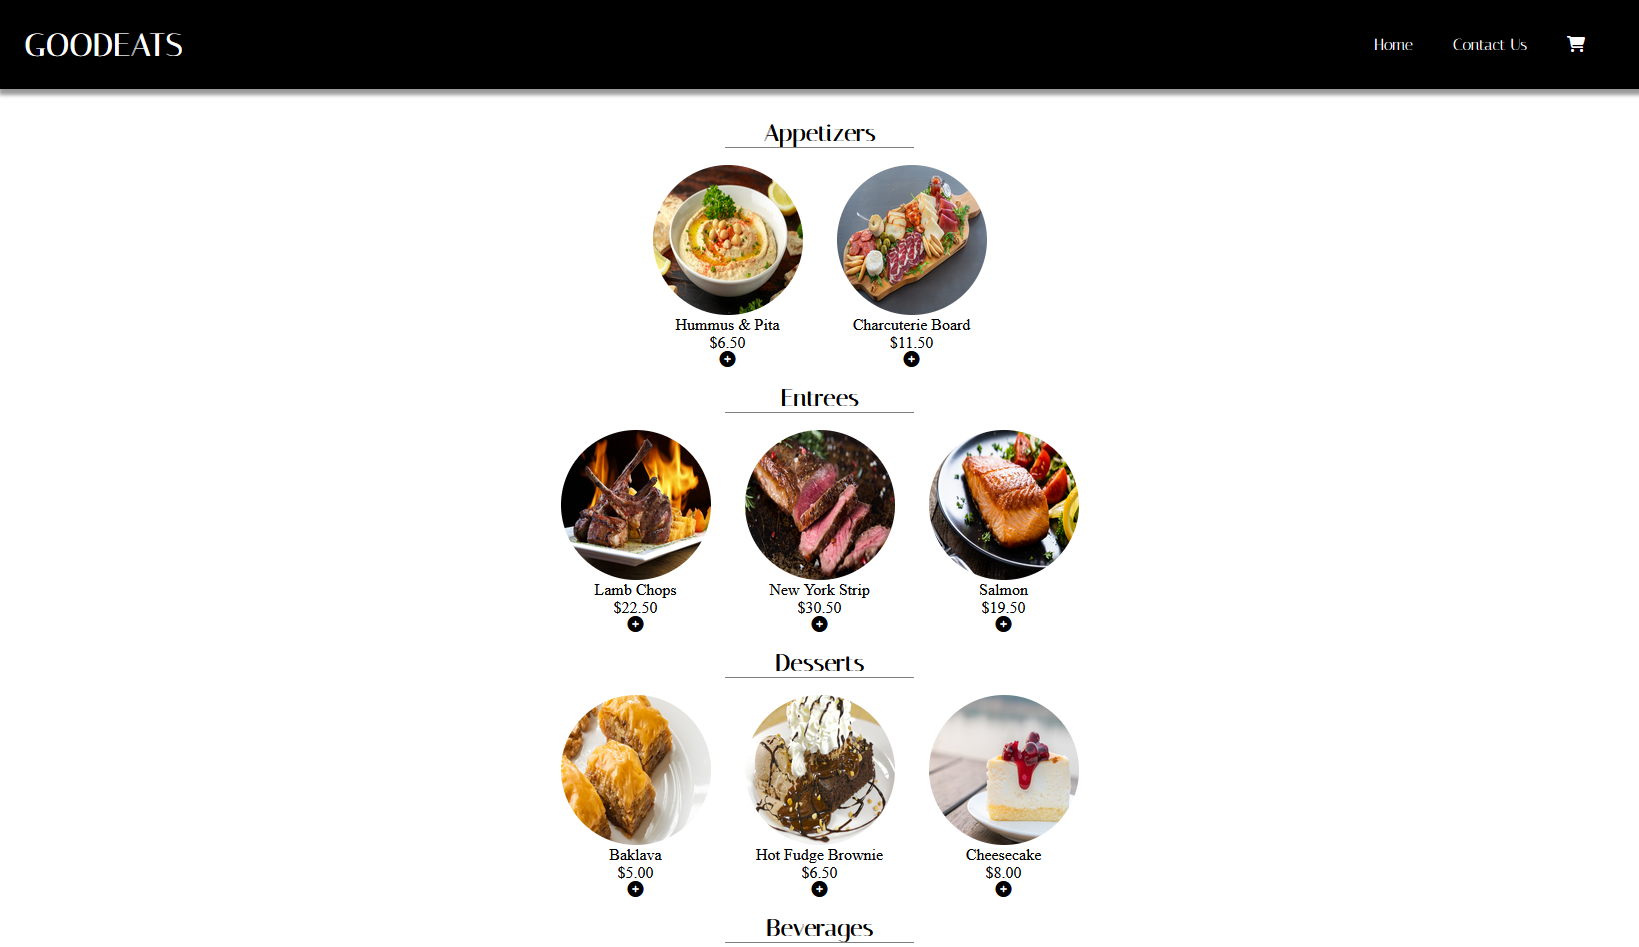 GOODEATS
Home Contact Us
Appetizers
Hummus & Pita Charcuterie Board
$6.50 $11.50
Entrees
Lamb Chops New York Strip Salmon
$22.50 $30.50 $19.50
Desserts
Baklava Hot Fudge Brownie Cheesecake
$5.00 $6.50 $8.00
Beverages